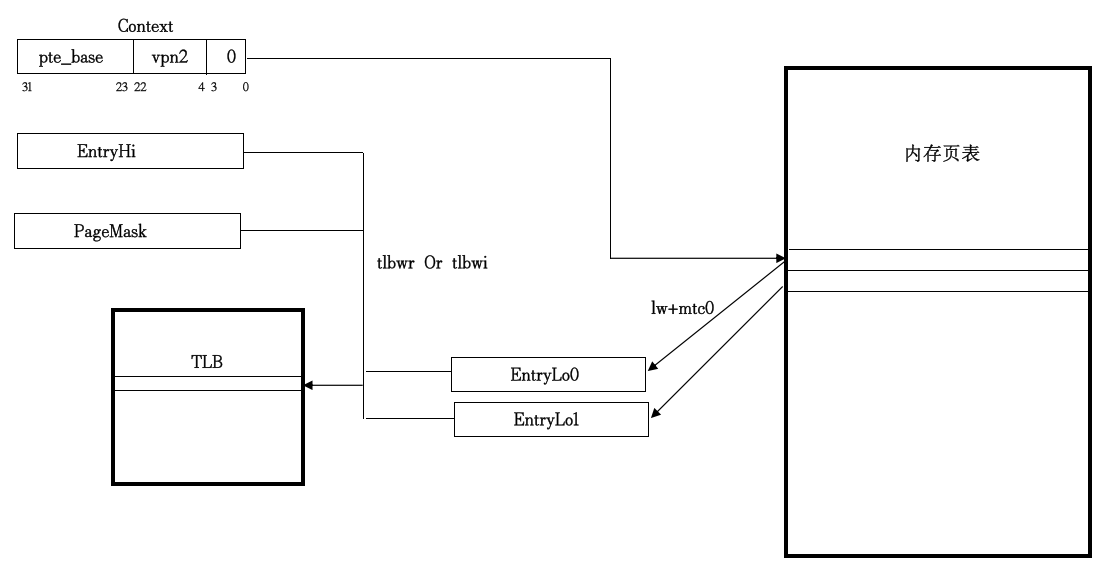 Context
pte_base vpn2 0
31 23 22 4 3 0
EntryHi
内存页表
PageMask
tlbwr Or tlbwi
lw+mtc0
TLB
EntryLo0
EntryLo1